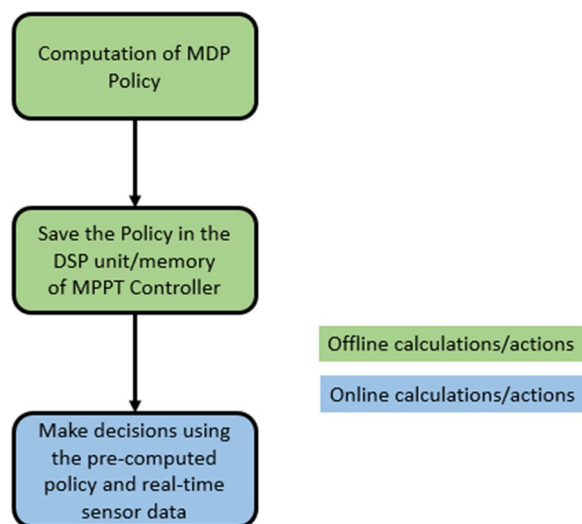 Computation of MDP
Policy
Save the Policy in the
DSP unit/memory
of MPPT Controller
Offline calculations/actions
Online calculations/actions
Make decisions using
the pre-computed
policy and real-time
sensor data